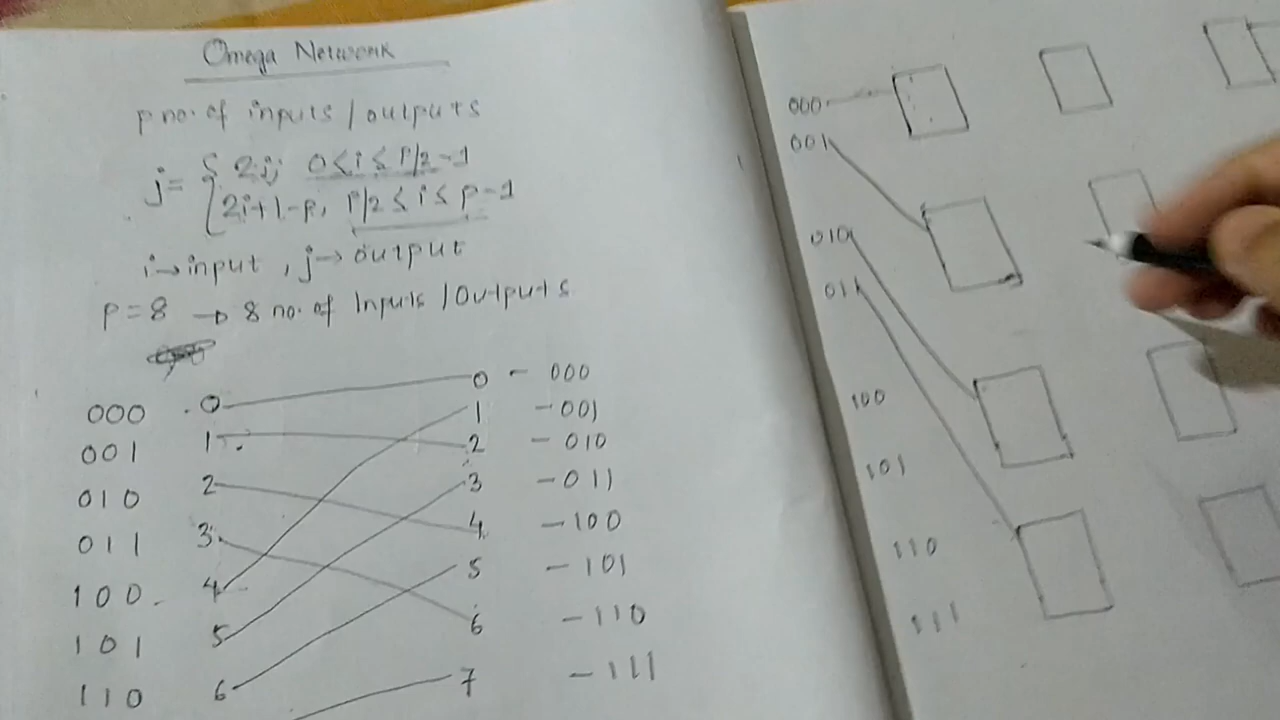 Omega Network
p no. of inputs / outputs
j = { 2i; 0 < i ≤ P/2 - 1
2i+1-p, P/2 ≤ i ≤ p-1
i → input , j → output
P = 8 → 8 no. of Inputs / Outputs
000 0 0 - 000
001 1 1 - 001
010 2 2 - 010
011 3 3 - 011
100 4 4 - 100
101 5 5 - 101
110 6 6 - 110
7 - 111
000
001
010
011
100
101
110
111